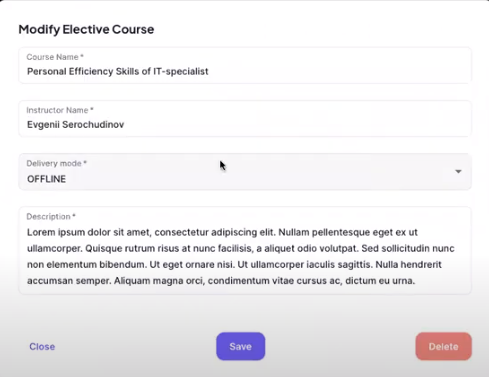 Modify Elective Course
Course Name *
Personal Efficiency Skills of IT-specialist
Instructor Name *
Evgenii Serochudinov
Delivery mode *
OFFLINE
Description *
Lorem ipsum dolor sit amet, consectetur adipiscing elit. Nullam pellentesque eget ex ut
ullamcorper. Quisque rutrum risus at nunc facilisis, a aliquet odio volutpat. Sed sollicitudin nunc
non elementum bibendum. Ut eget ornare nisi. Ut ullamcorper iaculis sagittis. Nulla hendrerit
accumsan semper. Aliquam magna orci, condimentum vitae cursus ac, dictum eu urna.
Close
Save
Delete